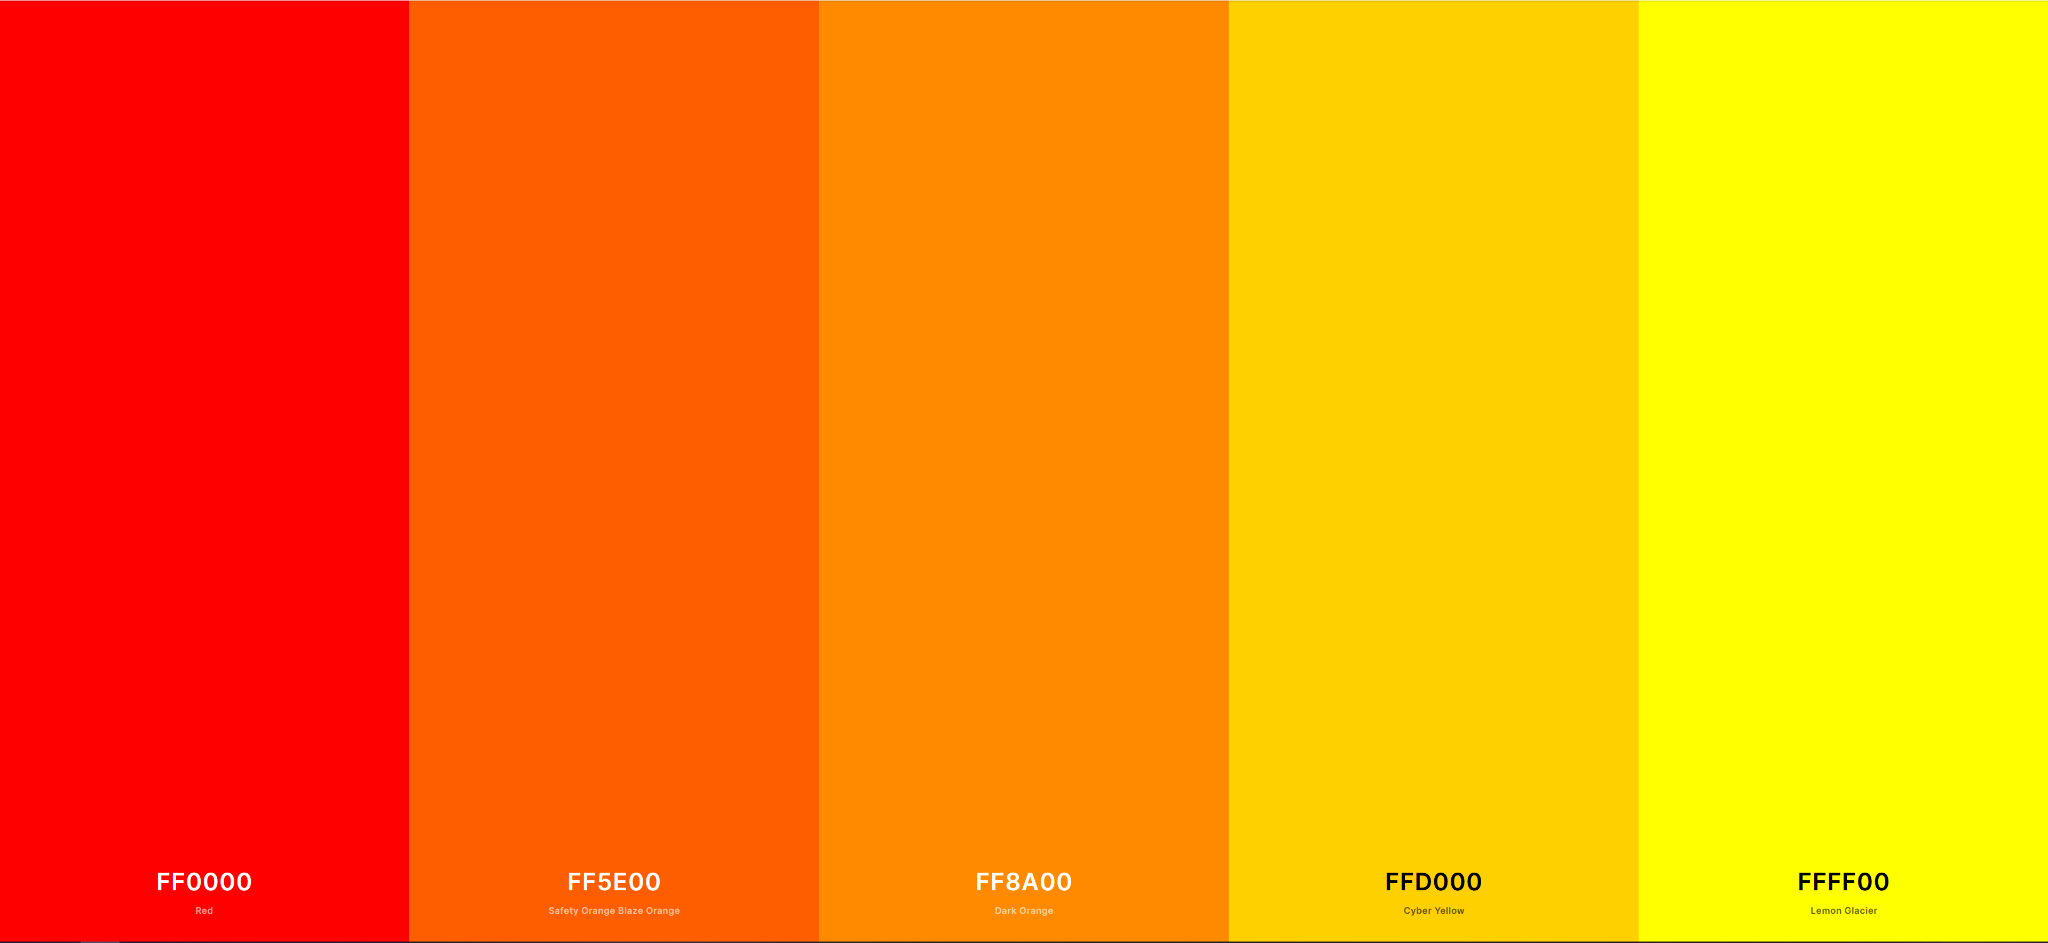 FF0000
Red
FF5E00
Safety Orange Blaze Orange
FF8A00
Dark Orange
FFD000
Cyber Yellow
FFFF00
Lemon Glacier